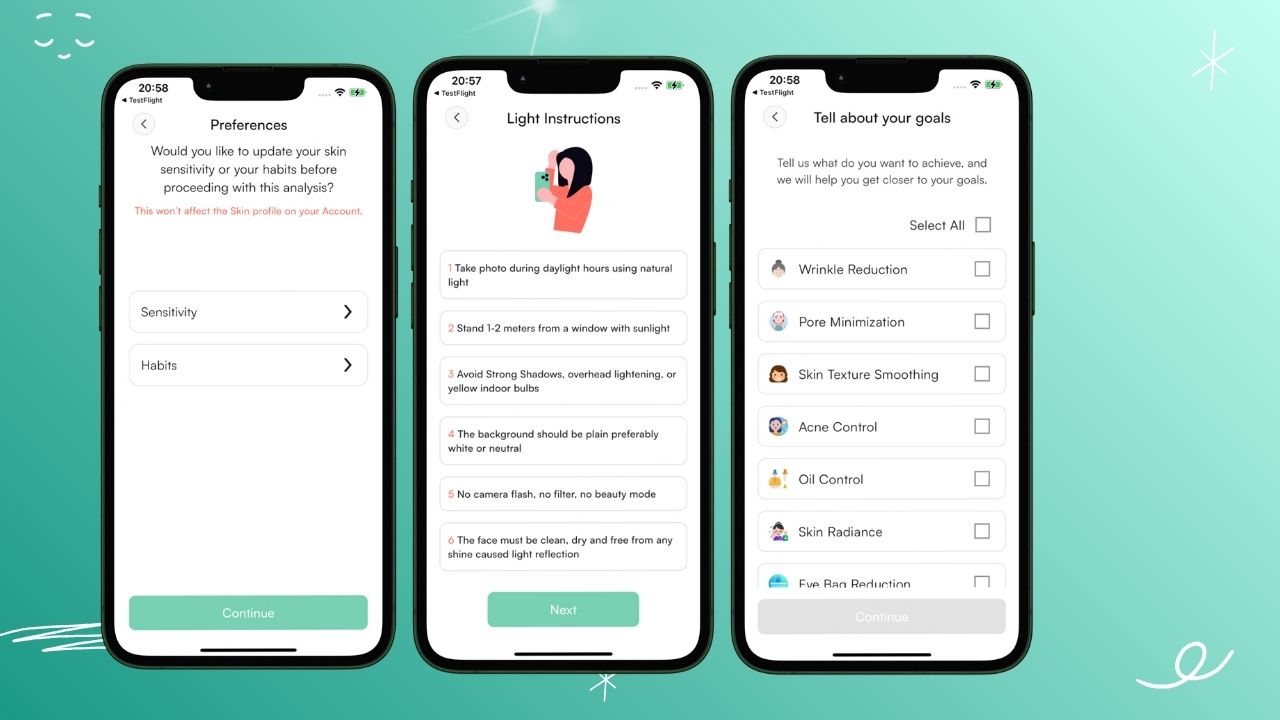 20:58
TestFlight
Preferences
Would you like to update your skin
sensitivity or your habits before
proceeding with this analysis?
This won't affect the Skin profile on your Account.
Sensitivity
Habits
Continue
20:57
TestFlight
Light Instructions
1 Take photo during daylight hours using natural
light
2 Stand 1-2 meters from a window with sunlight
3 Avoid Strong Shadows, overhead lightening, or
yellow indoor bulbs
4 The background should be plain preferably
white or neutral
5 No camera flash, no filter, no beauty mode
6 The face must be clean, dry and free from any
shine caused light reflection
Next
20:58
TestFlight
Tell about your goals
Tell us what do you want to achieve, and
we will help you get closer to your goals.
Select All
Wrinkle Reduction
Pore Minimization
Skin Texture Smoothing
Acne Control
Oil Control
Skin Radiance
Eye Bag Reduction
Continue